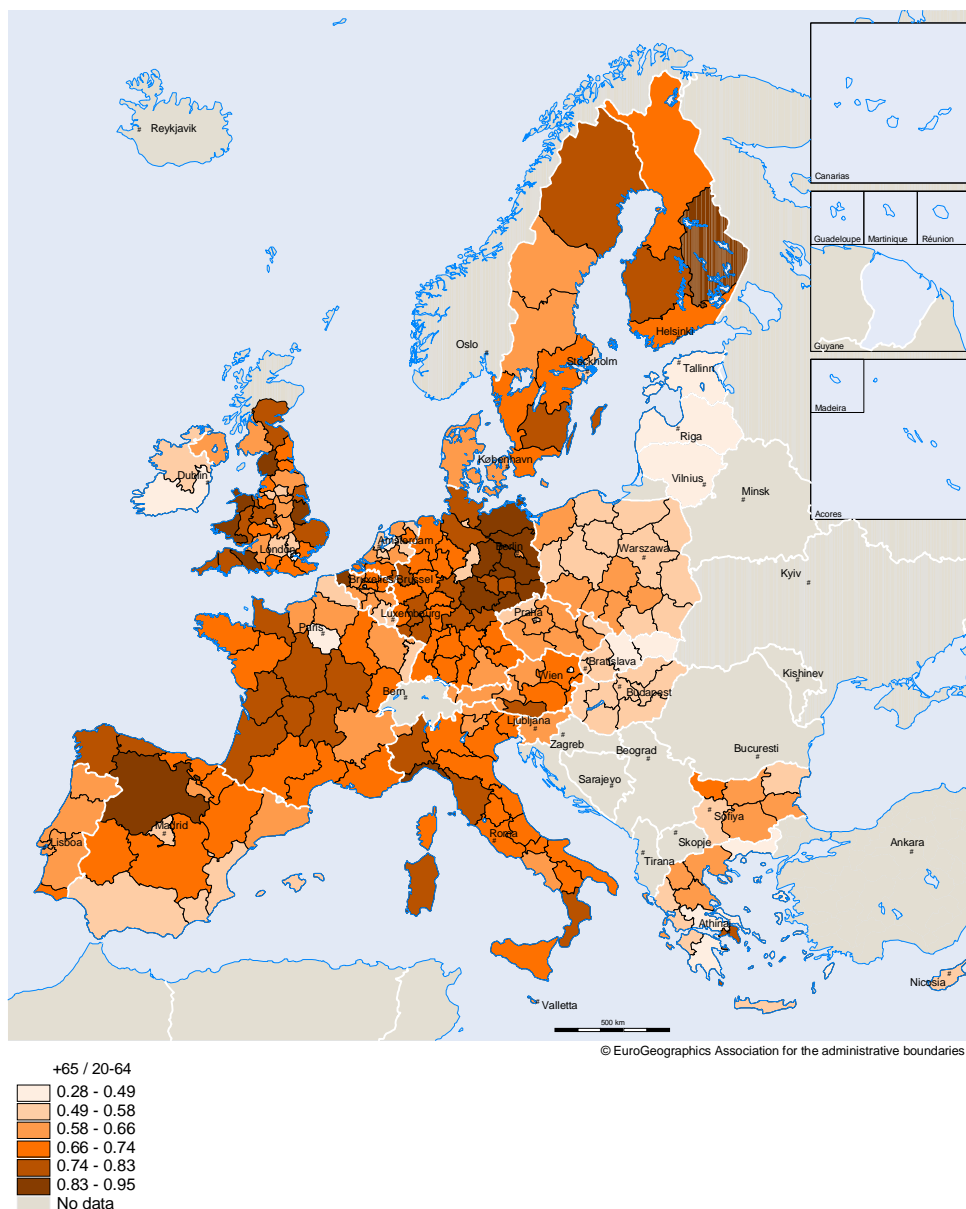 Reykjavik
Canarias
Guadeloupe
Martinique
Réunion
Guyane
Oslo
Helsinki
Stockholm
Tallinn
Madeira
Riga
Dublin
København
Vilnius
Minsk
Acores
Amsterdam
Berlin
London
Warszawa
Bruxelles/Brussel
Kyiv
Luxembourg
Praha
Paris
Bratislava
Wien
Kishinev
Bern
Budapest
Ljubljana
Zagreb
Beograd
Bucuresti
Sarajeyo
Madrid
Sofiya
Lisboa
Roma
Skopje
Ankara
Tirana
Athinai
Nicosia
Valletta
500 km
© EuroGeographics Association for the administrative boundaries
+65 / 20-64
0.28 - 0.49
0.49 - 0.58
0.58 - 0.66
0.66 - 0.74
0.74 - 0.83
0.83 - 0.95
No data